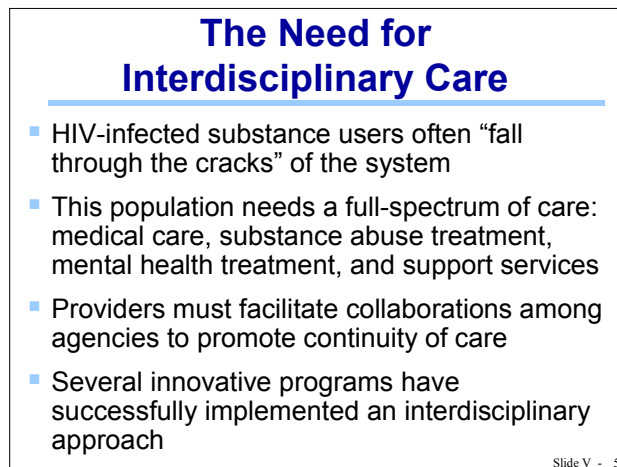 The Need for
Interdisciplinary Care
HIV-infected substance users often “fall
through the cracks” of the system
This population needs a full-spectrum of care:
medical care, substance abuse treatment,
mental health treatment, and support services
Providers must facilitate collaborations among
agencies to promote continuity of care
Several innovative programs have
successfully implemented an interdisciplinary
approach
Slide V - 5